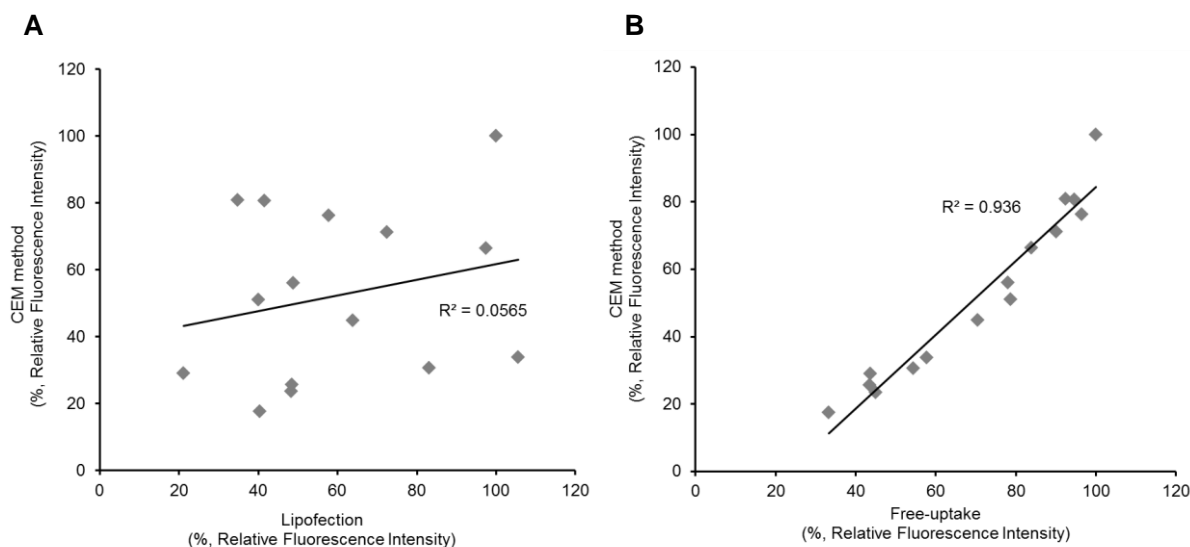 A
120
100
80
60
40
20
0
CEM method
(%, Relative Fluorescence Intensity)
R² = 0.0565
0 20 40 60 80 100 120
Lipofection
(%, Relative Fluorescence Intensity)
B
120
100
80
60
40
20
0
CEM method
(%, Relative Fluorescence Intensity)
R² = 0.936
0 20 40 60 80 100 120
Free-uptake
(%, Relative Fluorescence Intensity)